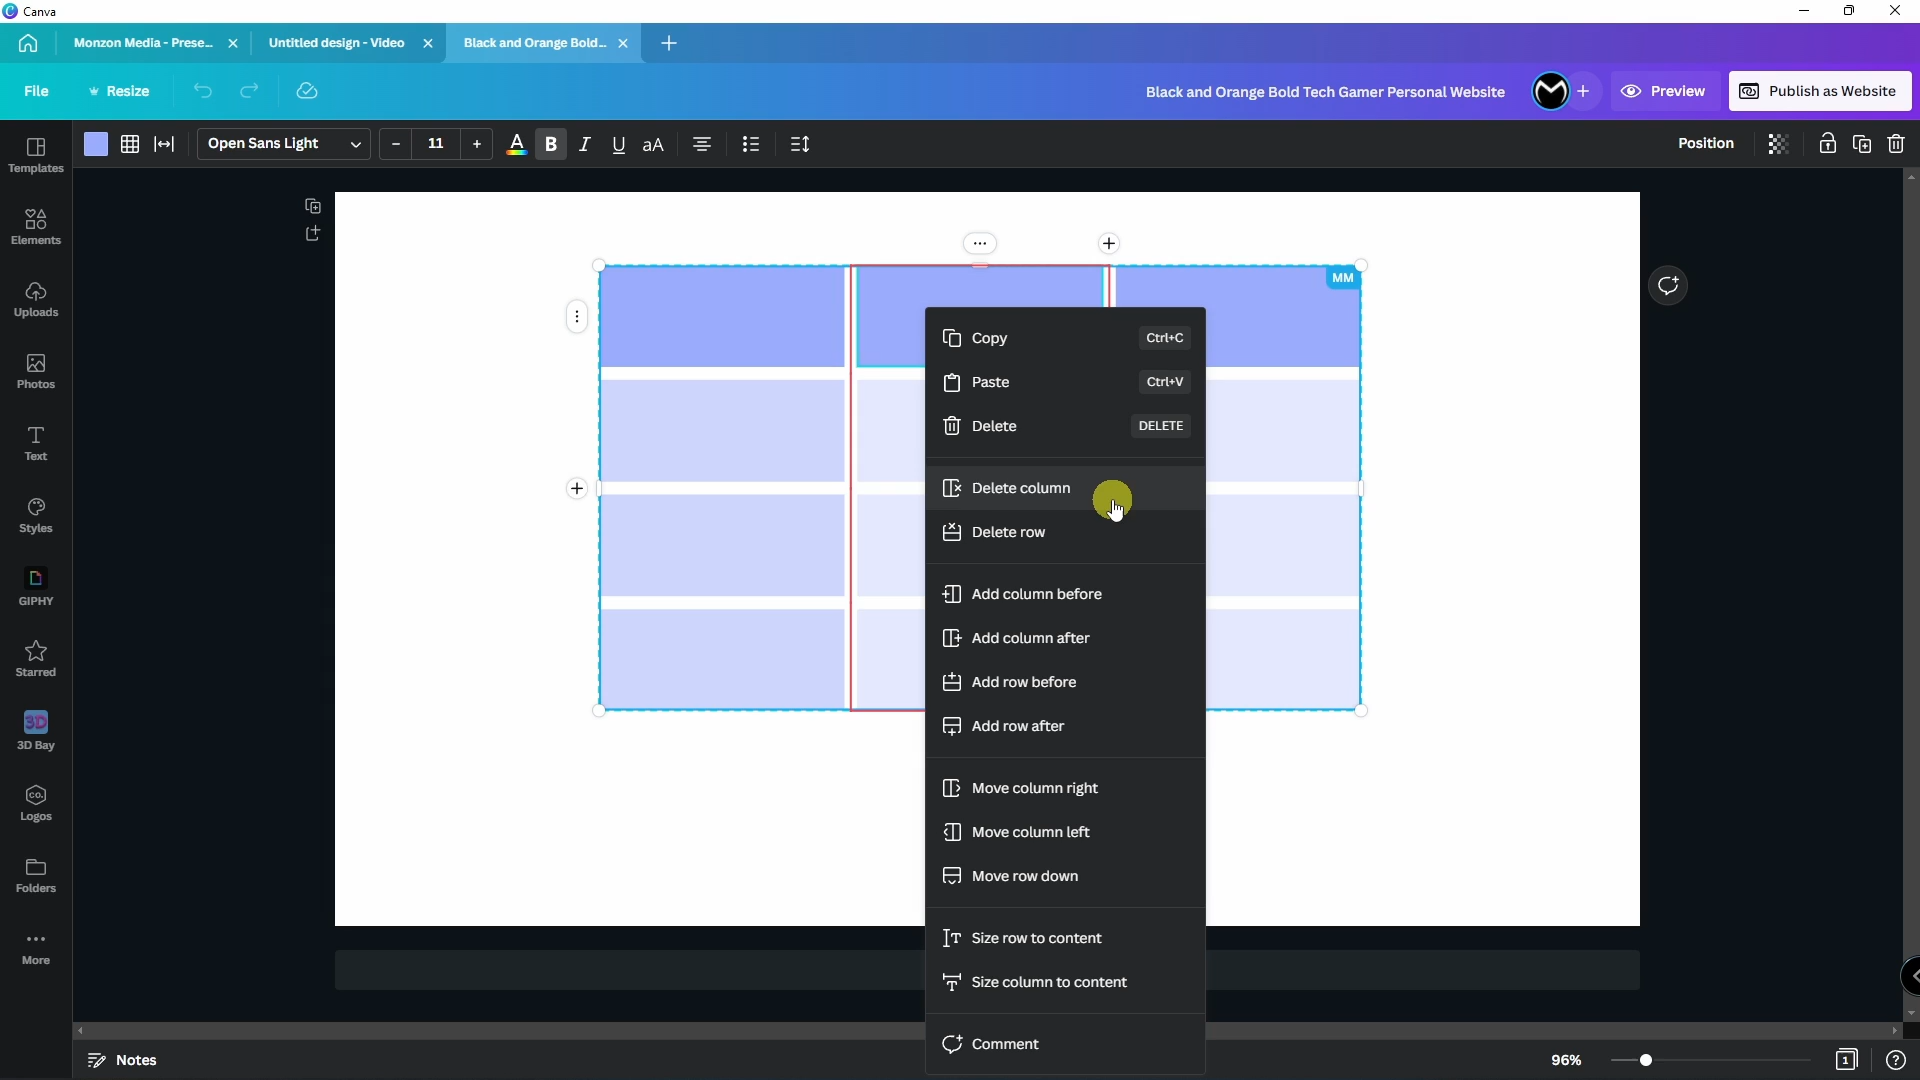 Canva
Monzon Media - Prese...
Untitled design - Video
Black and Orange Bold...
File
Resize
Black and Orange Bold Tech Gamer Personal Website
Preview
Publish as Website
Open Sans Light
- 11 +
A
B
I
U
aA
Position
Templates
Elements
Uploads
Photos
Text
Styles
GIPHY
Starred
3D
3D Bay
CO.
Logos
Folders
More
MM
Copy Ctrl+C
Paste Ctrl+V
Delete DELETE
Delete column
Delete row
Add column before
Add column after
Add row before
Add row after
Move column right
Move column left
Move row down
Size row to content
Size column to content
Comment
Notes
96%
1
?